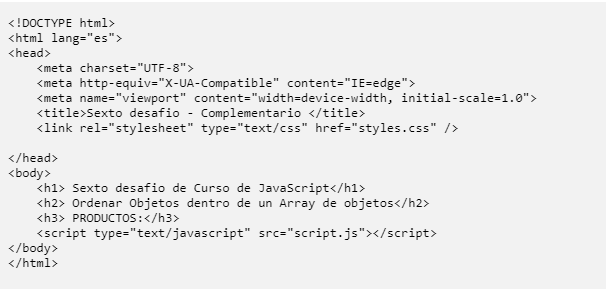 <!DOCTYPE html>
<html lang="es">
<head>
    <meta charset="UTF-8">
    <meta http-equiv="X-UA-Compatible" content="IE=edge">
    <meta name="viewport" content="width=device-width, initial-scale=1.0">
    <title>Sexto desafio - Complementario </title>
    <link rel="stylesheet" type="text/css" href="styles.css" />

</head>
<body>
    <h1> Sexto desafio de Curso de JavaScript</h1>
    <h2> Ordenar Objetos dentro de un Array de objetos</h2>
    <h3> PRODUCTOS:</h3>
    <script type="text/javascript" src="script.js"></script>
</body>
</html>